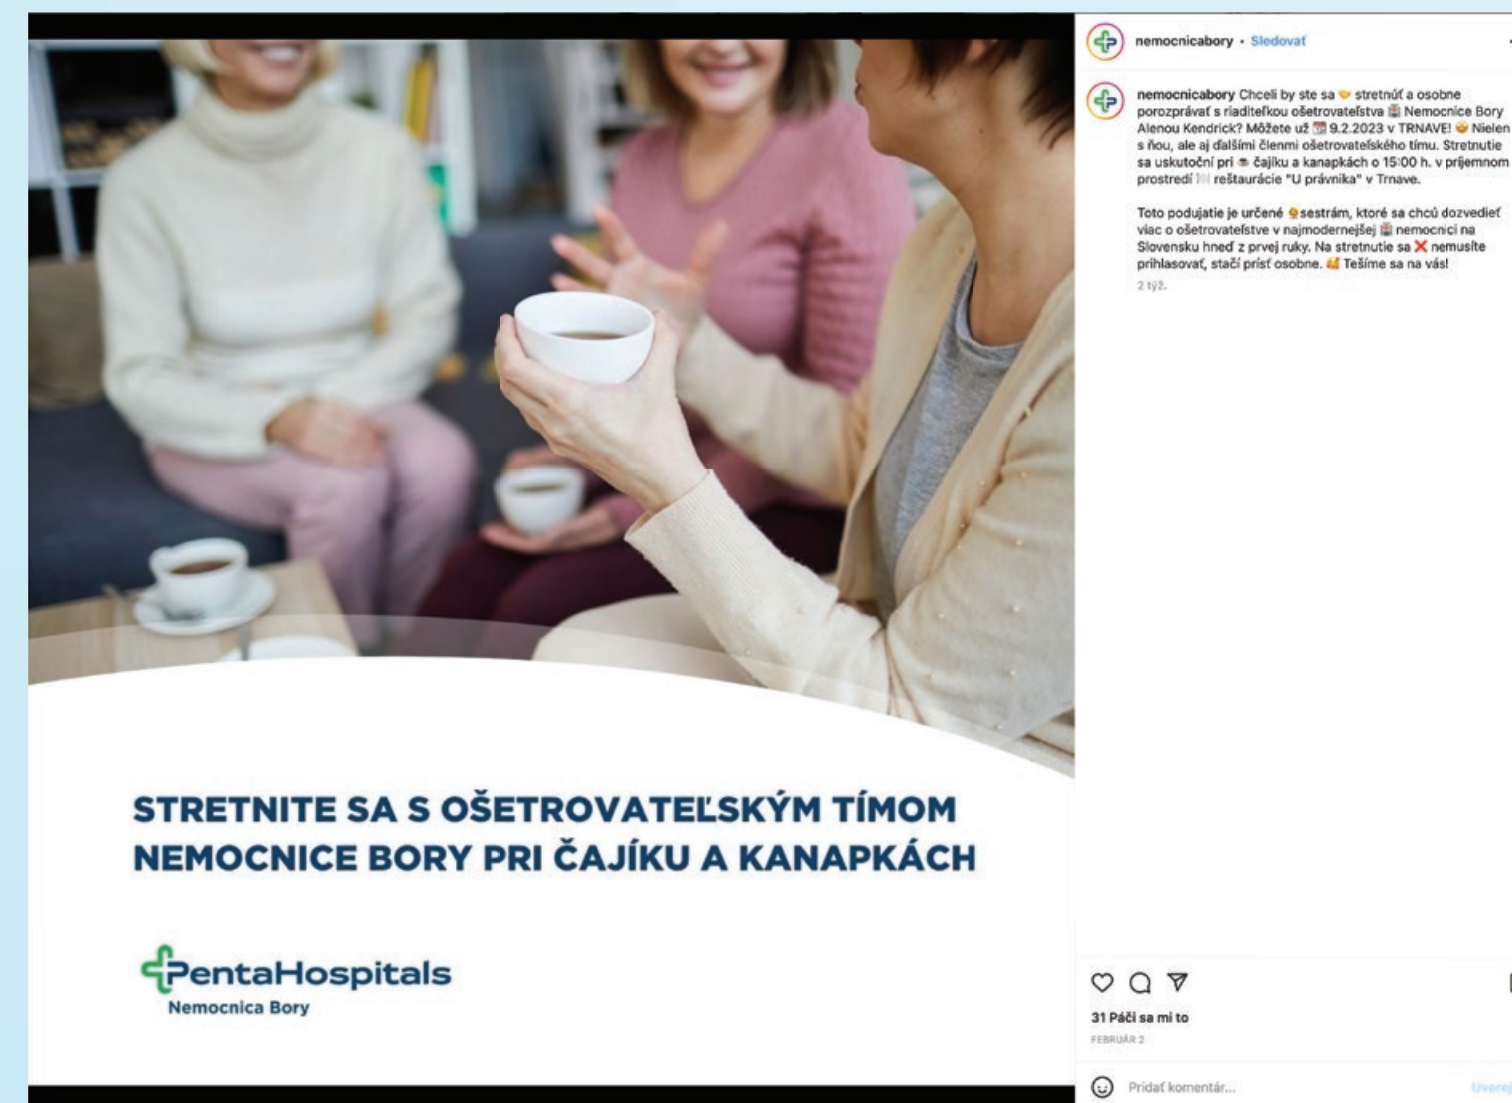 STRETNITE SA S OŠETROVATEĽSKÝM TÍMOM
NEMOCNICE BORY PRI ČAJÍKU A KANAPKÁCH
PentaHospitals
Nemocnica Bory
nemocnicabory • Sledovať
nemocnicabory Chceli by ste sa 🤝 stretnúť a osobne
porozprávať s riaditeľkou ošetrovateľstva 🏥 Nemocnice Bory
Alenou Kendrick? Môžete už 📅 9.2.2023 v TRNAVE! 🤩 Nielen
s ňou, ale aj ďalšími členmi ošetrovateľského tímu. Stretnutie
sa uskutoční pri ☕ čajíku a kanapkách o 15:00 h. v príjemnom
prostredí 🍽️ reštaurácie "U právnika" v Trnave.
Toto podujatie je určené 👩 sestrám, ktoré sa chcú dozvedieť
viac o ošetrovateľstve v najmodernejšej 🏥 nemocnici na
Slovensku hneď z prvej ruky. Na stretnutie sa ❌ nemusíte
prihlasovať, stačí prísť osobne. 🥰 Tešíme sa na vás!
2 týž.
31 Páči sa mi to
FEBRUÁR 2
Pridať komentár...